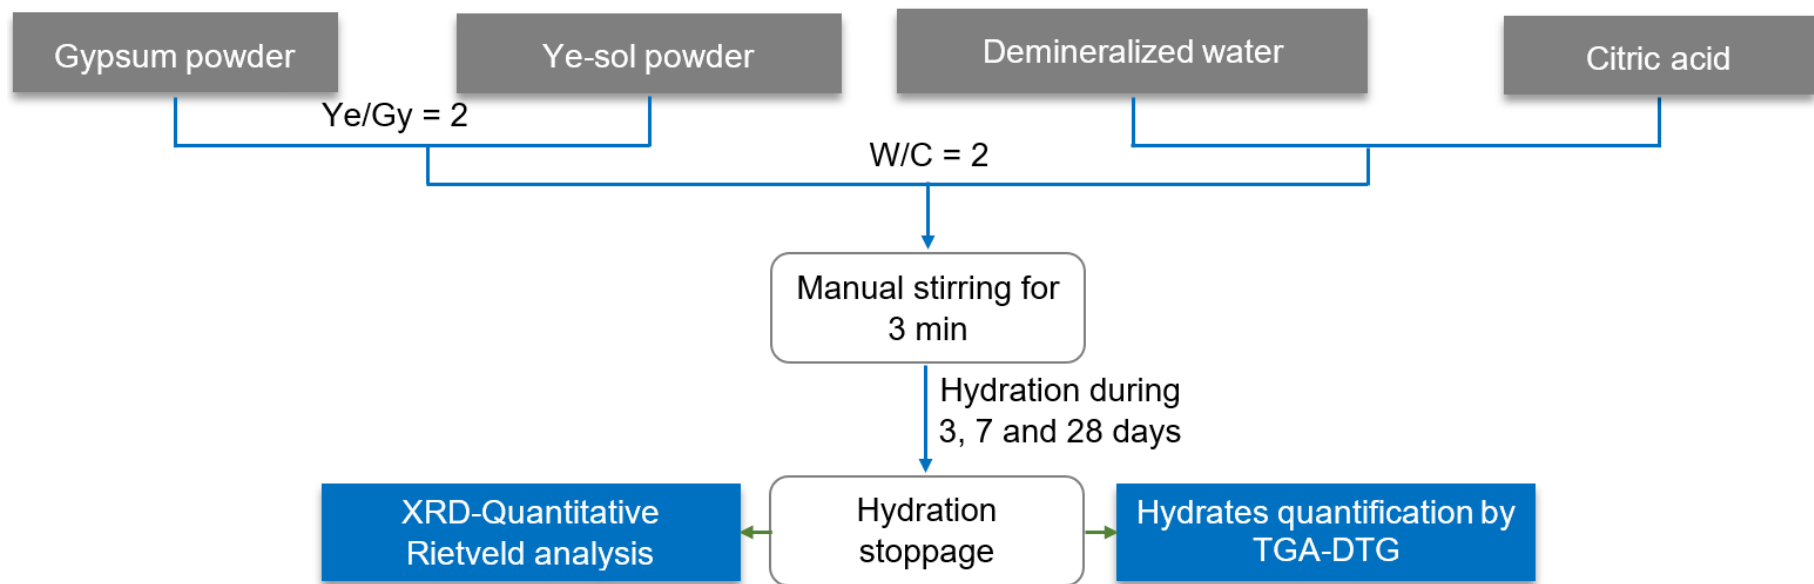 Gypsum powder
Ye-sol powder
Demineralized water
Citric acid
Ye/Gy = 2
W/C = 2
Manual stirring for
3 min
Hydration during
3, 7 and 28 days
XRD-Quantitative
Rietveld analysis
Hydration
stoppage
Hydrates quantification by
TGA-DTG